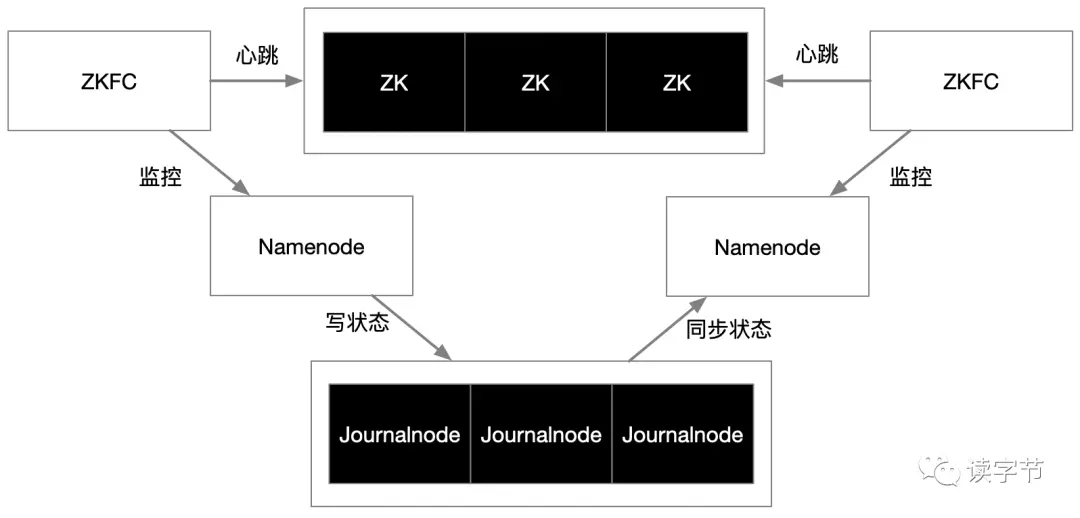 ZKFC
心跳
ZK ZK ZK
心跳
ZKFC
监控
监控
Namenode
Namenode
写状态
同步状态
Journalnode Journalnode Journalnode
读字节